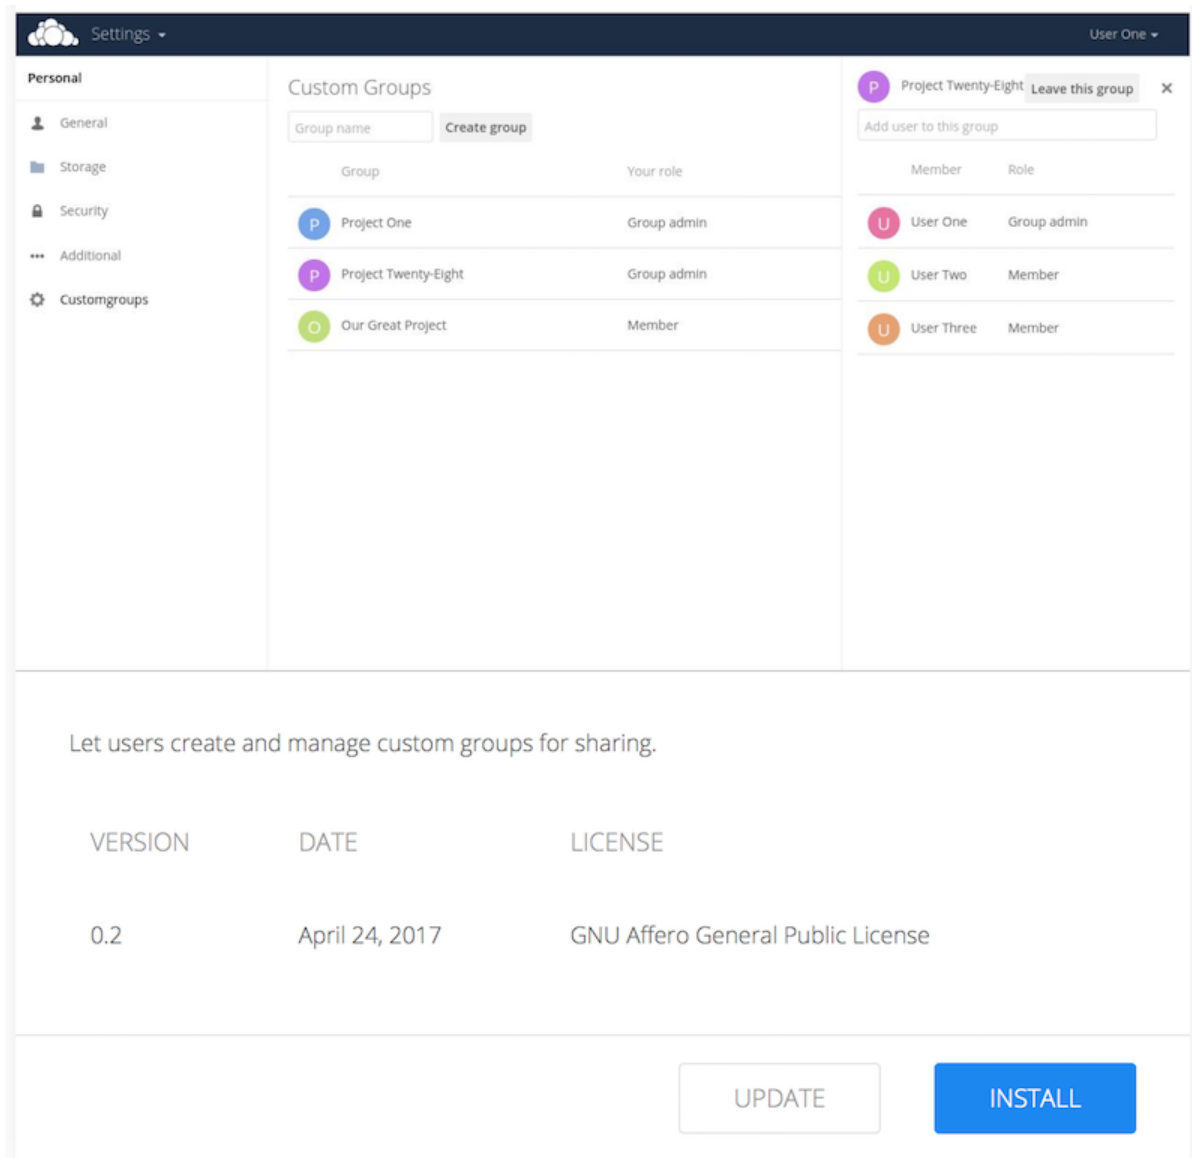 Settings
User One
Personal
General
Storage
Security
Additional
Customgroups
Custom Groups
Group name
Create group
Group Your role
P Project One Group admin
P Project Twenty-Eight Group admin
O Our Great Project Member
P Project Twenty-Eight Leave this group ×
Add user to this group
Member Role
U User One Group admin
U User Two Member
U User Three Member
Let users create and manage custom groups for sharing.
VERSION DATE LICENSE
0.2 April 24, 2017 GNU Affero General Public License
UPDATE INSTALL